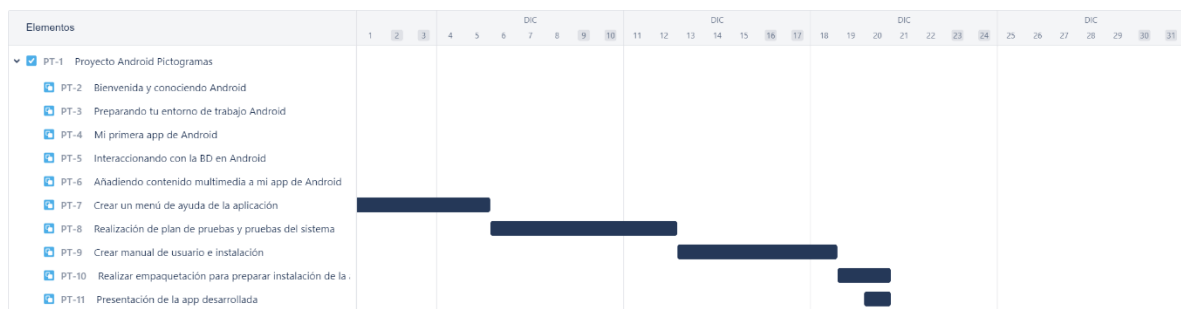 Elementos
DIC DIC DIC DIC
1 2 3 4 5 6 7 8 9 10 11 12 13 14 15 16 17 18 19 20 21 22 23 24 25 26 27 28 29 30 31
PT-1 Proyecto Android Pictogramas
PT-2 Bienvenida y conociendo Android
PT-3 Preparando tu entorno de trabajo Android
PT-4 Mi primera app de Android
PT-5 Interaccionando con la BD en Android
PT-6 Añadiendo contenido multimedia a mi app de Android
PT-7 Crear un menú de ayuda de la aplicación
PT-8 Realización de plan de pruebas y pruebas del sistema
PT-9 Crear manual de usuario e instalación
PT-10 Realizar empaquetación para preparar instalación de la
PT-11 Presentación de la app desarrollada